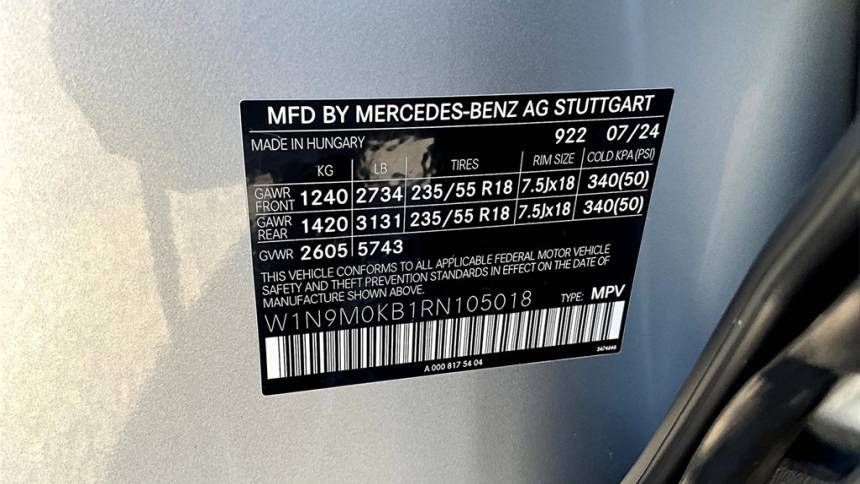 MFD BY MERCEDES-BENZ AG STUTTGART
MADE IN HUNGARY 922 07/24
KG LB TIRES RIM SIZE COLD KPA (PSI)
GAWR FRONT 1240 2734 235/55 R18 7.5Jx18 340(50)
GAWR REAR 1420 3131 235/55 R18 7.5Jx18 340(50)
GVWR 2605 5743
THIS VEHICLE CONFORMS TO ALL APPLICABLE FEDERAL MOTOR VEHICLE
SAFETY AND THEFT PREVENTION STANDARDS IN EFFECT ON THE DATE OF
MANUFACTURE SHOWN ABOVE.
W1N9M0KB1RN105018 TYPE: MPV
A 000 817 54 04